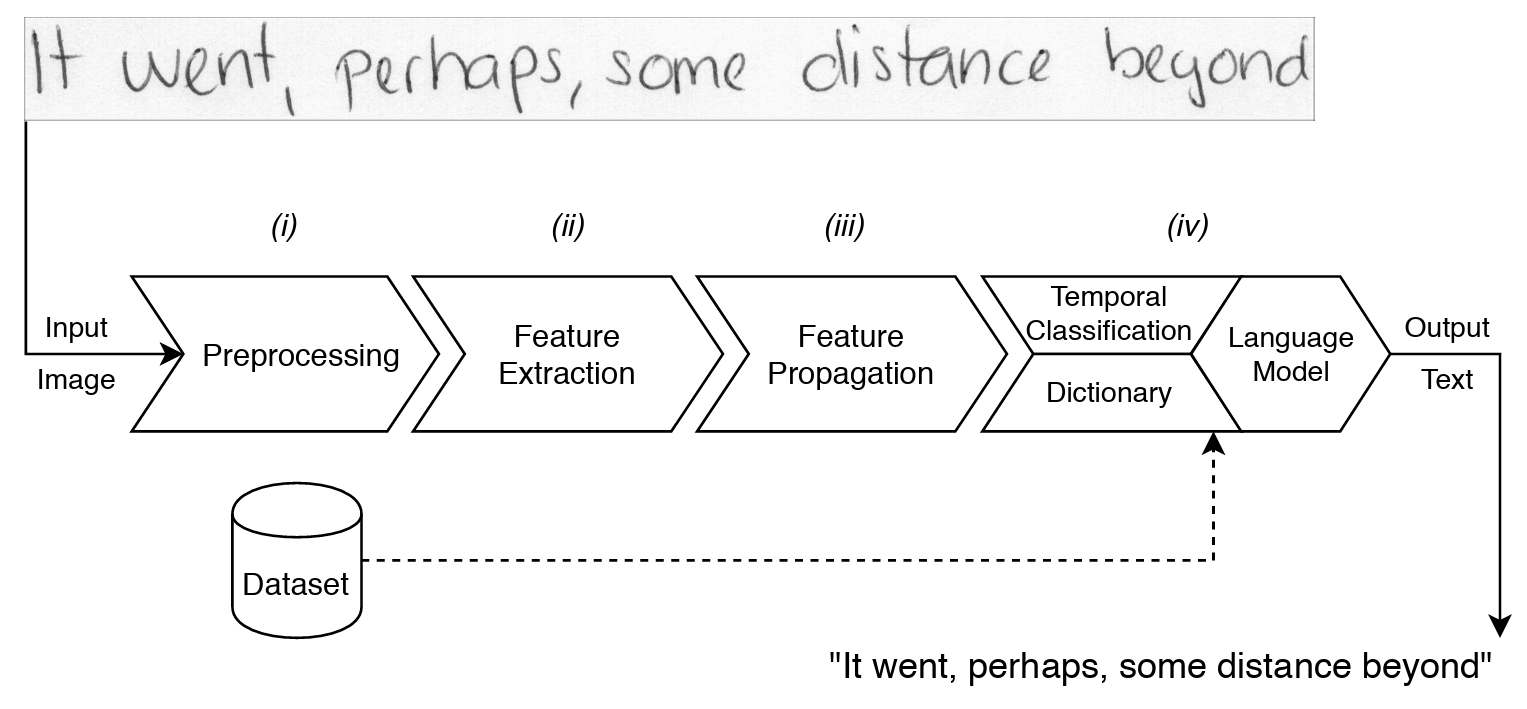 It went, perhaps, some distance beyond
(i) (ii) (iii) (iv)
Input
Image
Preprocessing
Feature
Extraction
Feature
Propagation
Temporal
Classification
Dictionary
Language
Model
Output
Text
Dataset
"It went, perhaps, some distance beyond"